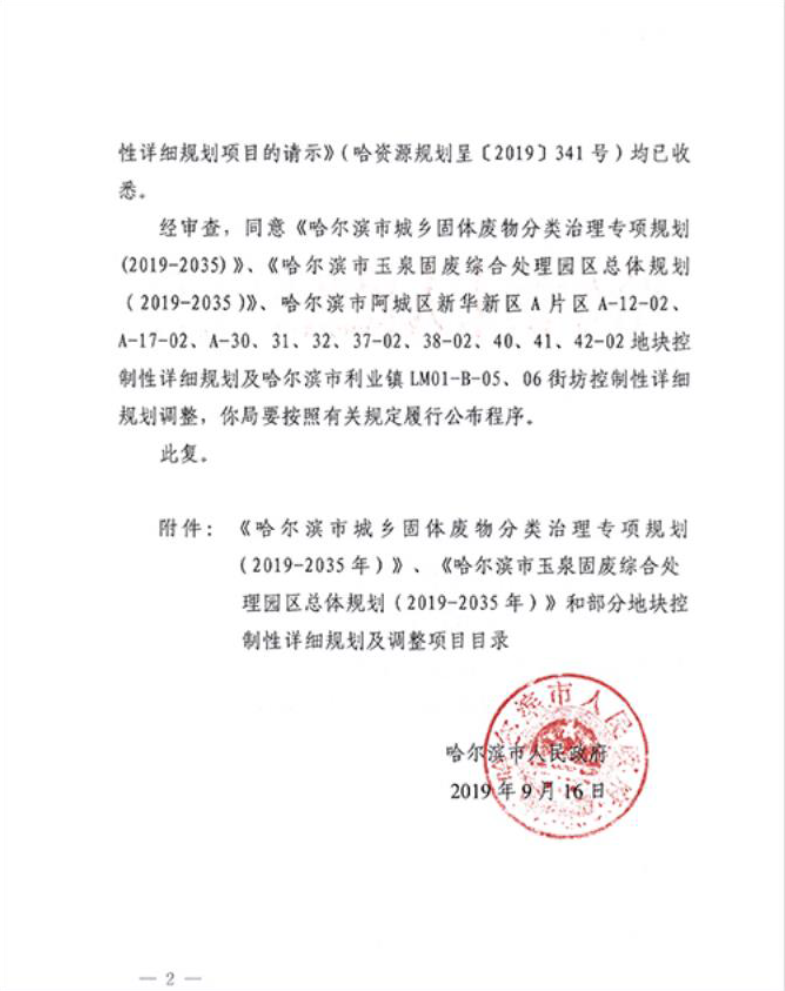 性详细规划项目的请示》(哈资源规划呈〔2019〕341 号)均已收
悉。
经审查，同意《哈尔滨市城乡固体废物分类治理专项规划
(2019-2035)》、《哈尔滨市玉泉固废综合处理园区总体规划
(2019-2035)》、哈尔滨市阿城区新华新区 A 片区 A-12-02、
A-17-02、A-30、31、32、37-02、38-02、40、41、42-02 地块控
制性详细规划及哈尔滨市利业镇 LM01-B-05、06 街坊控制性详细
规划调整，你局要按照有关规定履行公布程序。
此复。
附件：《哈尔滨市城乡固体废物分类治理专项规划
(2019-2035 年)》、《哈尔滨市玉泉固废综合处
理园区总体规划(2019-2035 年)》和部分地块控
制性详细规划及调整项目目录
哈尔滨市人民政府
哈尔滨市人民政府
2019 年 9 月 16 日
— 2 —